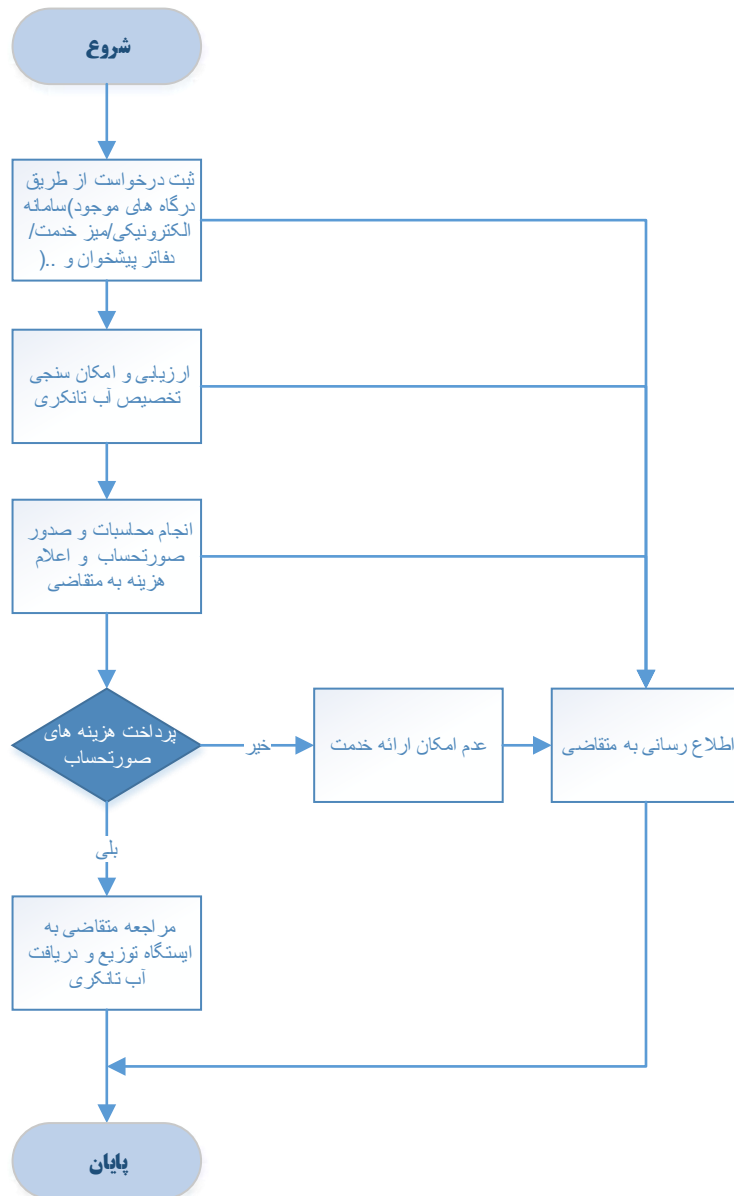 شروع
ثبت درخواست از طریق
درگاه های موجود)سامانه
الکترونیکی/میز خدمت/
دفاتر پیشخوان و ..(
ارزیابی و امکان سنجی
تخصیص آب تانکری
انجام محاسبات و صدور
صورتحساب و اعلام
هزینه به متقاضی
پرداخت هزینه های
صورتحساب
خیر
عدم امکان ارائه خدمت
اطلاع رسانی به متقاضی
بلی
مراجعه متقاضی به
ایستگاه توزیع و دریافت
آب تانکری
پایان